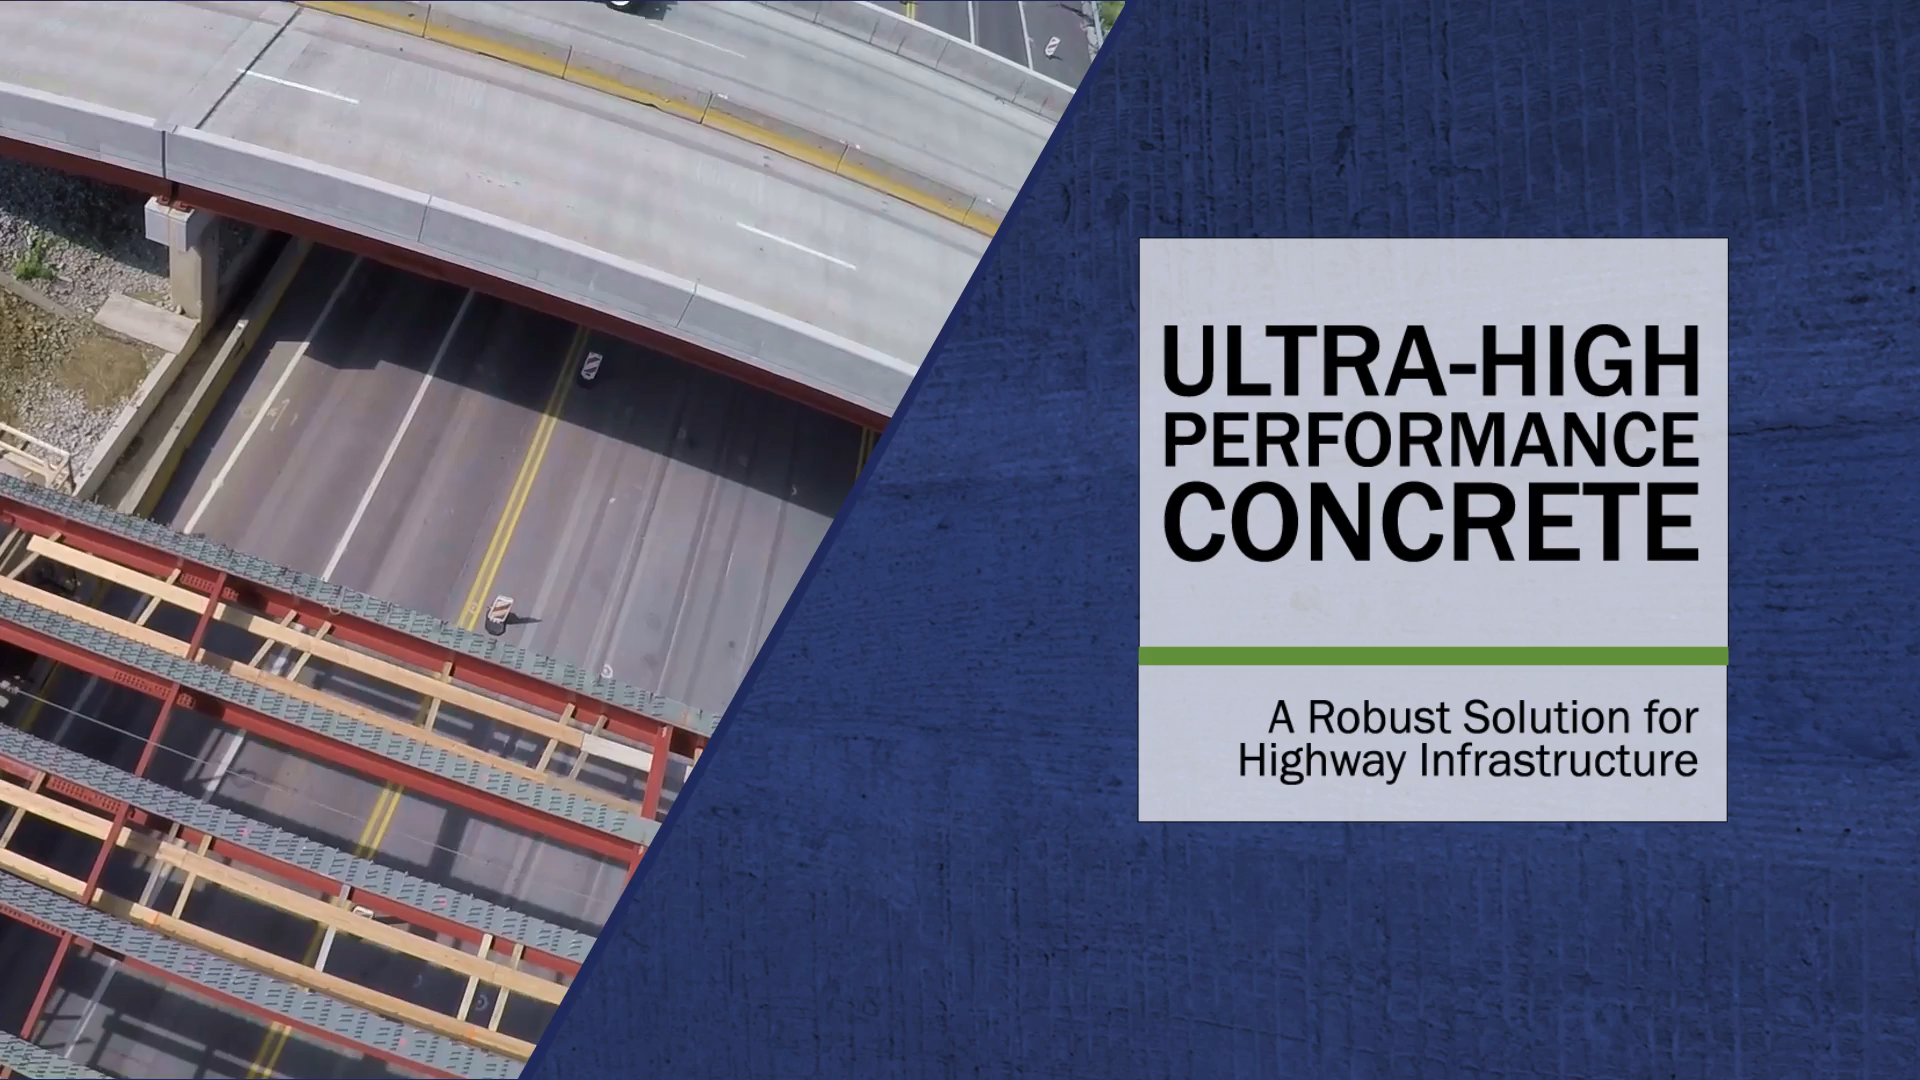 ULTRA-HIGH
PERFORMANCE
CONCRETE
A Robust Solution for
Highway Infrastructure